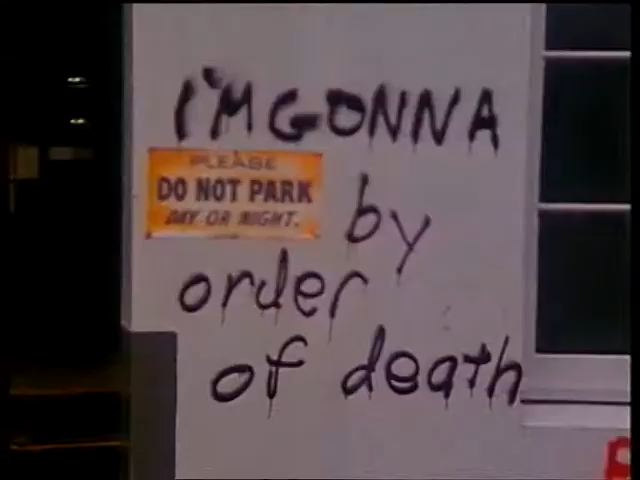 I'M GONNA
PLEASE
DO NOT PARK
DAY OR NIGHT.
by
order
of death